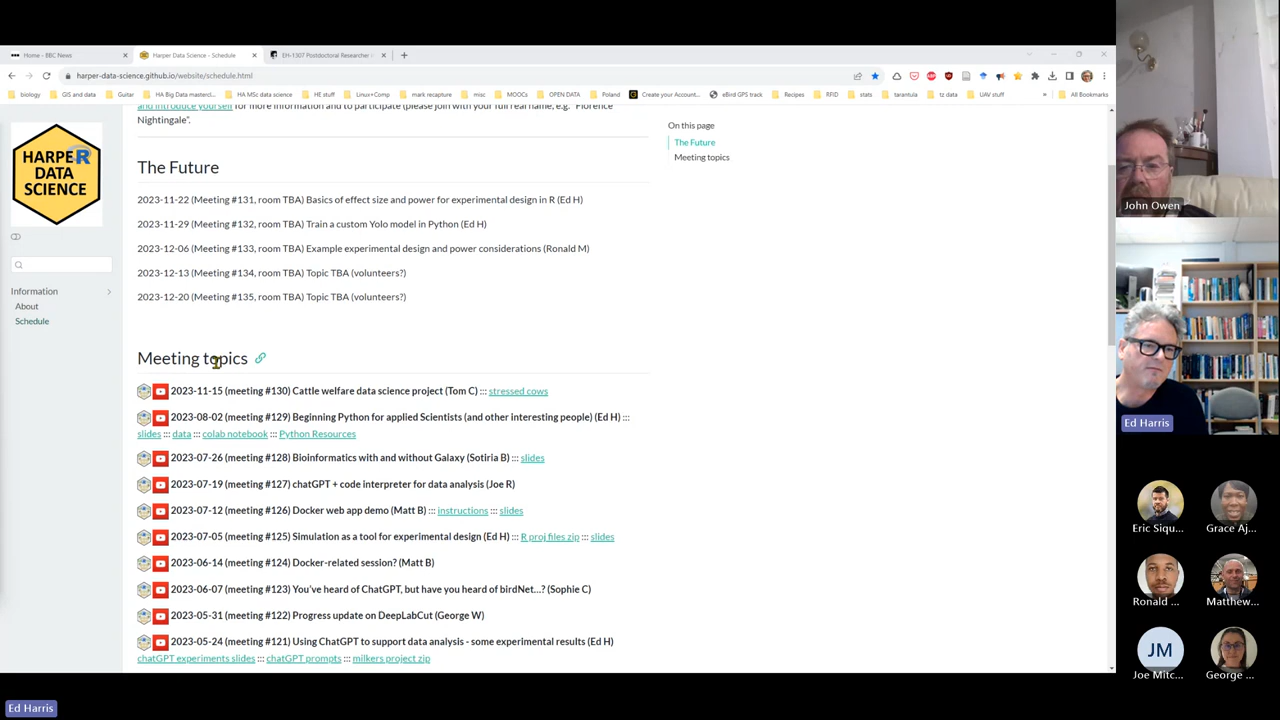 Home - BBC News
Harper Data Science - Schedule
EH-1307 Postdoctoral Researcher
harper-data-science.github.io/website/schedule.html
biology
GIS and data
Guitar
HA Big Data mastercl...
HA MSc data science
HE stuff
Linux+Comp
mark recapture
misc
MOOCs
OPEN DATA
Poland
Create your Account...
eBird GPS track
Recipes
RFID
stats
tarantula
tz data
UAV stuff
»
All Bookmarks
and introduce yourself for more information and to participate (please join with your full real name, e.g. "Florence
Nightingale".
HARPER
DATA
SCIENCE
Information
About
Schedule
The Future
2023-11-22 (Meeting #131, room TBA) Basics of effect size and power for experimental design in R (Ed H)
2023-11-29 (Meeting #132, room TBA) Train a custom Yolo model in Python (Ed H)
2023-12-06 (Meeting #133, room TBA) Example experimental design and power considerations (Ronald M)
2023-12-13 (Meeting #134, room TBA) Topic TBA (volunteers?)
2023-12-20 (Meeting #135, room TBA) Topic TBA (volunteers?)
Meeting topics
2023-11-15 (meeting #130) Cattle welfare data science project (Tom C) ::: stressed cows
2023-08-02 (meeting #129) Beginning Python for applied Scientists (and other interesting people) (Ed H) :::
slides ::: data ::: colab notebook ::: Python Resources
2023-07-26 (meeting #128) Bioinformatics with and without Galaxy (Sotiria B) ::: slides
2023-07-19 (meeting #127) chatGPT + code interpreter for data analysis (Joe R)
2023-07-12 (meeting #126) Docker web app demo (Matt B) ::: instructions ::: slides
2023-07-05 (meeting #125) Simulation as a tool for experimental design (Ed H) ::: R proj files zip ::: slides
2023-06-14 (meeting #124) Docker-related session? (Matt B)
2023-06-07 (meeting #123) You've heard of ChatGPT, but have you heard of birdNet...? (Sophie C)
2023-05-31 (meeting #122) Progress update on DeepLabCut (George W)
2023-05-24 (meeting #121) Using ChatGPT to support data analysis - some experimental results (Ed H)
chatGPT experiments slides ::: chatGPT prompts ::: milkers project zip
On this page
The Future
Meeting topics
John Owen
Ed Harris
Eric Siqu...
Grace Aj...
Ronald ...
Matthew...
JM
Joe Mitc...
George ...
Ed Harris